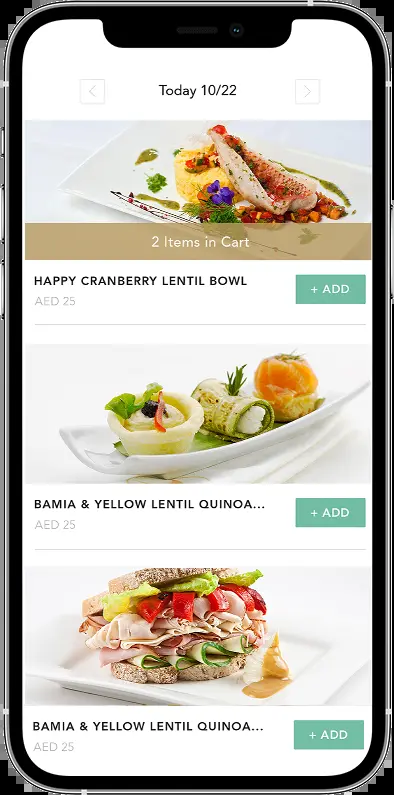 Today 10/22
2 Items in Cart
HAPPY CRANBERRY LENTIL BOWL
+ ADD
AED 25
BAMIA & YELLOW LENTIL QUINOA...
+ ADD
AED 25
BAMIA & YELLOW LENTIL QUINOA...
+ ADD
AED 25